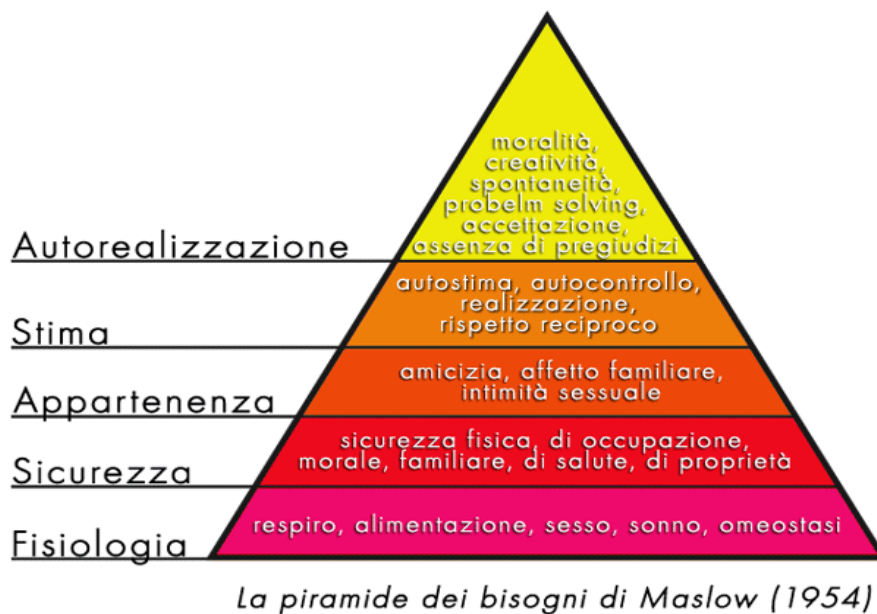 moralità,
creatività,
spontaneità,
probelm solving,
accettazione,
assenza di pregiudizi
Autorealizzazione
autostima, autocontrollo,
realizzazione,
rispetto reciproco
Stima
amicizia, affetto familiare,
intimità sessuale
Appartenenza
sicurezza fisica, di occupazione,
morale, familiare, di salute, di proprietà
Sicurezza
respiro, alimentazione, sesso, sonno, omeostasi
Fisiologia
La piramide dei bisogni di Maslow (1954)